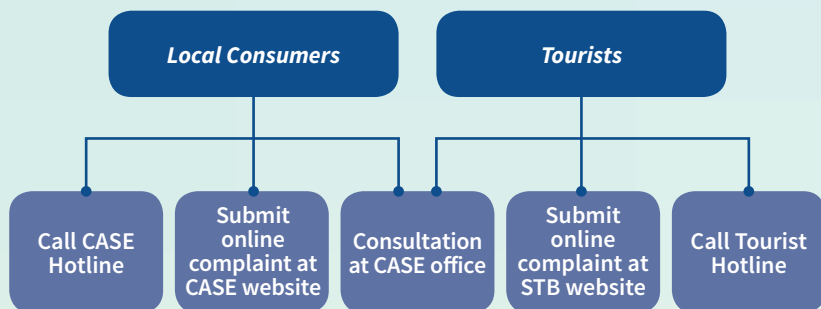 Local Consumers
Tourists
Call CASE
Hotline
Submit
online
complaint at
CASE website
Consultation
at CASE office
Submit
online
complaint at
STB website
Call Tourist
Hotline